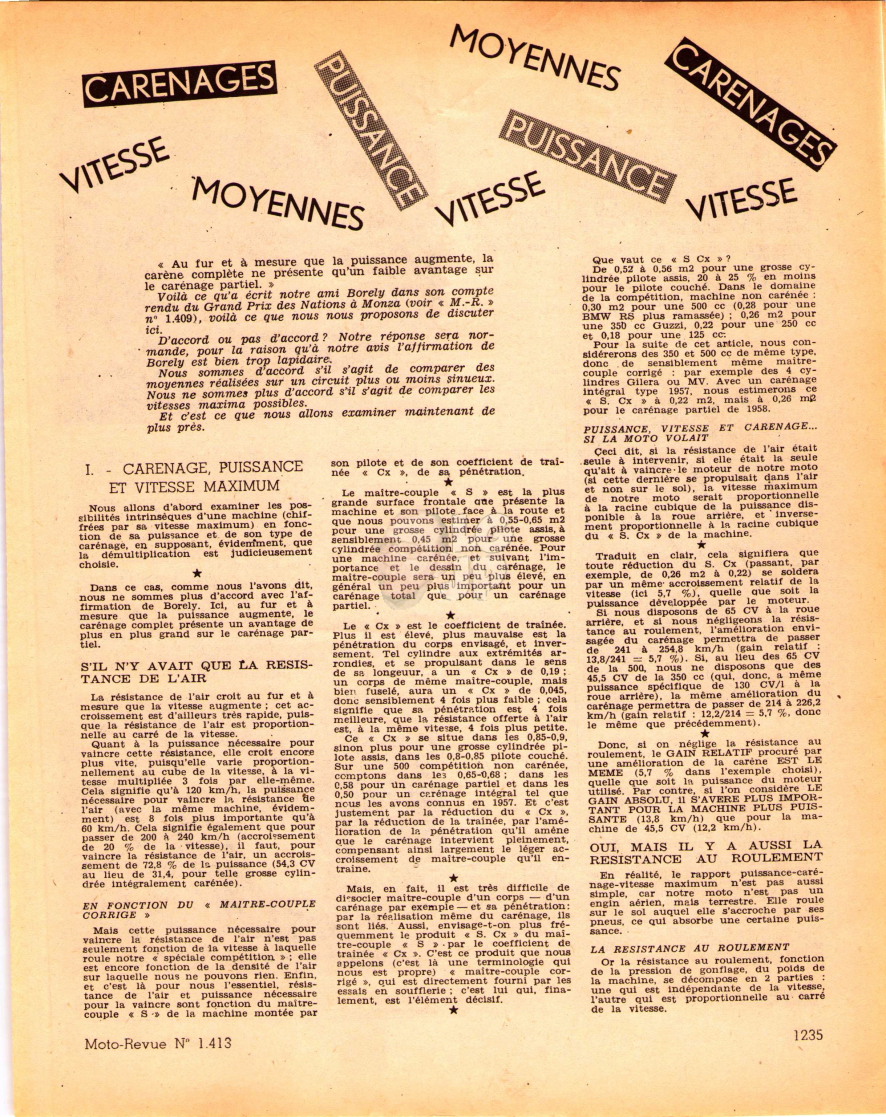 MOYENNES
CARENAGES
PUISSANCE
CARENAGES
PUISSANCE
VITESSE
MOYENNES
VITESSE
VITESSE
« Au fur et à mesure que la puissance augmente, la
carène complète ne présente qu'un faible avantage sur
le carénage partiel. »
Voilà ce qu'a écrit notre ami Borely dans son compte
rendu du Grand Prix des Nations à Monza (voir « M.-R. »
n° 1.409), voilà ce que nous nous proposons de discuter
ici.
D'accord ou pas d'accord ? Notre réponse sera nor-
mande, pour la raison qu'à notre avis l'affirmation de
Borely est bien trop lapidaire.
Nous sommes d'accord s'il s'agit de comparer des
moyennes réalisées sur un circuit plus ou moins sinueux.
Nous ne sommes plus d'accord s'il s'agit de comparer les
vitesses maxima possibles.
Et c'est ce que nous allons examiner maintenant de
plus près.
I. - CARENAGE, PUISSANCE
ET VITESSE MAXIMUM
Nous allons d'abord examiner les pos-
sibilités intrinsèques d'une machine (chif-
frées par sa vitesse maximum) en fonc-
tion de sa puissance et de son type de
carénage, en supposant, évidemment, que
la démultiplication est judicieusement
choisie.
★
Dans ce cas, comme nous l'avons dit,
nous ne sommes plus d'accord avec l'af-
firmation de Borely. Ici, au fur et à
mesure que la puissance augmente, le
carénage complet présente un avantage de
plus en plus grand sur le carénage par-
tiel.
S'IL N'Y AVAIT QUE LA RESIS-
TANCE DE L'AIR
La résistance de l'air croit au fur et à
mesure que la vitesse augmente ; cet ac-
croissement est d'ailleurs très rapide, puis-
que la résistance de l'air est proportion-
nelle au carré de la vitesse.
Quant à la puissance nécessaire pour
vaincre cette résistance, elle croit encore
plus vite, puisqu'elle varie proportion-
nellement au cube de la vitesse, à la vi-
tesse multipliée 3 fois par elle-même.
Cela signifie qu'à 120 km/h, la puissance
nécessaire pour vaincre la résistance de
l'air (avec la même machine, évidem-
ment) est 8 fois plus importante qu'à
60 km/h. Cela signifie également que pour
passer de 200 à 240 km/h (accroissement
de 20 % de la vitesse), il faut, pour
vaincre la résistance de l'air, un accrois-
sement de 72,8 % de la puissance (54,3 CV
au lieu de 31,4, pour telle grosse cylin-
drée intégralement carénée).
EN FONCTION DU « MAITRE-COUPLE
CORRIGE »
Mais cette puissance nécessaire pour
vaincre la résistance de l'air n'est pas
seulement fonction de la vitesse à laquelle
roule notre « spéciale compétition » ; elle
est encore fonction de la densité de l'air
sur laquelle nous ne pouvons rien. Enfin,
et c'est là pour nous l'essentiel, résis-
tance de l'air et puissance nécessaire
pour la vaincre sont fonction du maître-
couple « S » de la machine montée par
son pilote et de son coefficient de traî-
née « Cx », de sa pénétration.
★
Le maître-couple « S » est la plus
grande surface frontale que présente la
machine et son pilote face à la route et
que nous pouvons estimer à 0,55-0,65 m2
pour une grosse cylindrée pilote assis, à
sensiblement 0,45 m2 pour une grosse
cylindrée compétition non carénée. Pour
une machine carénée, et suivant l'im-
portance et le dessin du carénage, le
maître-couple sera un peu plus élevé, en
général un peu plus important pour un
carénage total que pour un carénage
partiel.
★
Le « Cx » est le coefficient de traînée.
Plus il est élevé, plus mauvaise est la
pénétration du corps envisagé, et inver-
sement. Tel cylindre aux extrémités ar-
rondies, et se propulsant dans le sens
de sa longueur, a un « Cx » de 0,19 ;
un corps de même maître-couple, mais
bien fuselé, aura un « Cx » de 0,045,
donc sensiblement 4 fois plus faible ; cela
signifie que sa pénétration est 4 fois
meilleure, que la résistance offerte à l'air
est, à la même vitesse, 4 fois plus petite.
Ce « Cx » se situe dans les 0,85-0,9,
sinon plus pour une grosse cylindrée pi-
lote assis, dans les 0,8-0,85 pilote couché.
Sur une 500 compétition non carénée,
comptons dans les 0,65-0,68 ; dans les
0,58 pour un carénage partiel et dans les
0,50 pour un carénage intégral tel que
nous les avons connus en 1957. Et c'est
justement par la réduction du « Cx »,
par la réduction de la traînée, par l'amé-
lioration de la pénétration qu'il amène
que le carénage intervient pleinement,
compensant ainsi largement le léger ac-
croissement de maître-couple qu'il en-
traine.
★
Mais, en fait, il est très difficile de
dissocier maitre-couple d'un corps — d'un
carénage par exemple — et sa pénétration :
par la réalisation même du carénage, ils
sont liés. Aussi, envisage-t-on plus fré-
quemment le produit « S. Cx » du maî-
tre-couple « S » par le coefficient de
traînée « Cx ». C'est ce produit que nous
appelons (c'est là une terminologie qui
nous est propre) « maître-couple cor-
rigé », qui est directement fourni par les
essais en soufflerie ; c'est lui qui, fina-
lement, est l'élément décisif.
★
Que vaut ce « S Cx » ?
De 0,52 à 0,56 m2 pour une grosse cy-
lindrée pilote assis, 20 à 25 % en moins
pour le pilote couché. Dans le domaine
de la compétition, machine non carénée :
0,30 m2 pour une 500 cc (0,28 pour une
BMW RS plus ramassée) ; 0,26 m2 pour
une 350 cc Guzzi, 0,22 pour une 250 cc
et 0,18 pour une 125 cc.
Pour la suite de cet article, nous con-
sidérerons des 350 et 500 cc de même type,
donc de sensiblement même maître-
couple corrigé : par exemple des 4 cy-
lindres Gilera ou MV. Avec un carénage
intégral type 1957, nous estimerons ce
« S. Cx » à 0,22 m2, mais à 0,26 m2
pour le carénage partiel de 1958.
PUISSANCE, VITESSE ET CARENAGE...
SI LA MOTO VOLAIT
Ceci dit, si la résistance de l'air était
seule à intervenir, si elle était la seule
qu'ait à vaincre le moteur de notre moto
(si cette dernière se propulsait dans l'air
et non sur le sol), la vitesse maximum
de notre moto serait proportionnelle
à la racine cubique de la puissance dis-
ponible à la roue arrière, et inverse-
ment proportionnelle à la racine cubique
du « S. Cx » de la machine.
★
Traduit en clair, cela signifiera que
toute réduction du S. Cx (passant, par
exemple, de 0,26 m2 à 0,22) se soldera
par un même accroissement relatif de la
vitesse (ici 5,7 %), quelle que soit la
puissance développée par le moteur.
Si nous disposons de 65 CV à la roue
arrière, et si nous négligeons la résis-
tance au roulement, l'amélioration envi-
sagée du carénage permettra de passer
de 241 à 254,8 km/h (gain relatif :
13,8/241 = 5,7 %). Si, au lieu des 65 CV
de la 500, nous ne disposons que des
45,5 CV de la 350 cc (qui, donc, a même
puissance spécifique de 130 CV/l à la
roue arrière), la même amélioration du
carénage permettra de passer de 214 à 226,2
km/h (gain relatif : 12,2/214 = 5,7 %, donc
le même que précédemment).
★
Donc, si on néglige la résistance au
roulement, le GAIN RELATIF procuré par
une amélioration de la carène EST LE
MEME (5,7 % dans l'exemple choisi),
quelle que soit la puissance du moteur
utilisé. Par contre, si l'on considère LE
GAIN ABSOLU, il S'AVERE PLUS IMPOR-
TANT POUR LA MACHINE PLUS PUIS-
SANTE (13,8 km/h) que pour la ma-
chine de 45,5 CV (12,2 km/h).
OUI, MAIS IL Y A AUSSI LA
RESISTANCE AU ROULEMENT
En réalité, le rapport puissance-caré-
nage-vitesse maximum n'est pas aussi
simple, car notre moto n'est pas un
engin aérien, mais terrestre. Elle roule
sur le sol auquel elle s'accroche par ses
pneus, ce qui absorbe une certaine puis-
sance.
LA RESISTANCE AU ROULEMENT
Or la résistance au roulement, fonction
de la pression de gonflage, du poids de
la machine, se décompose en 2 parties :
une qui est indépendante de la vitesse,
l'autre qui est proportionnelle au carré
de la vitesse.
Moto-Revue N° 1.413
1235